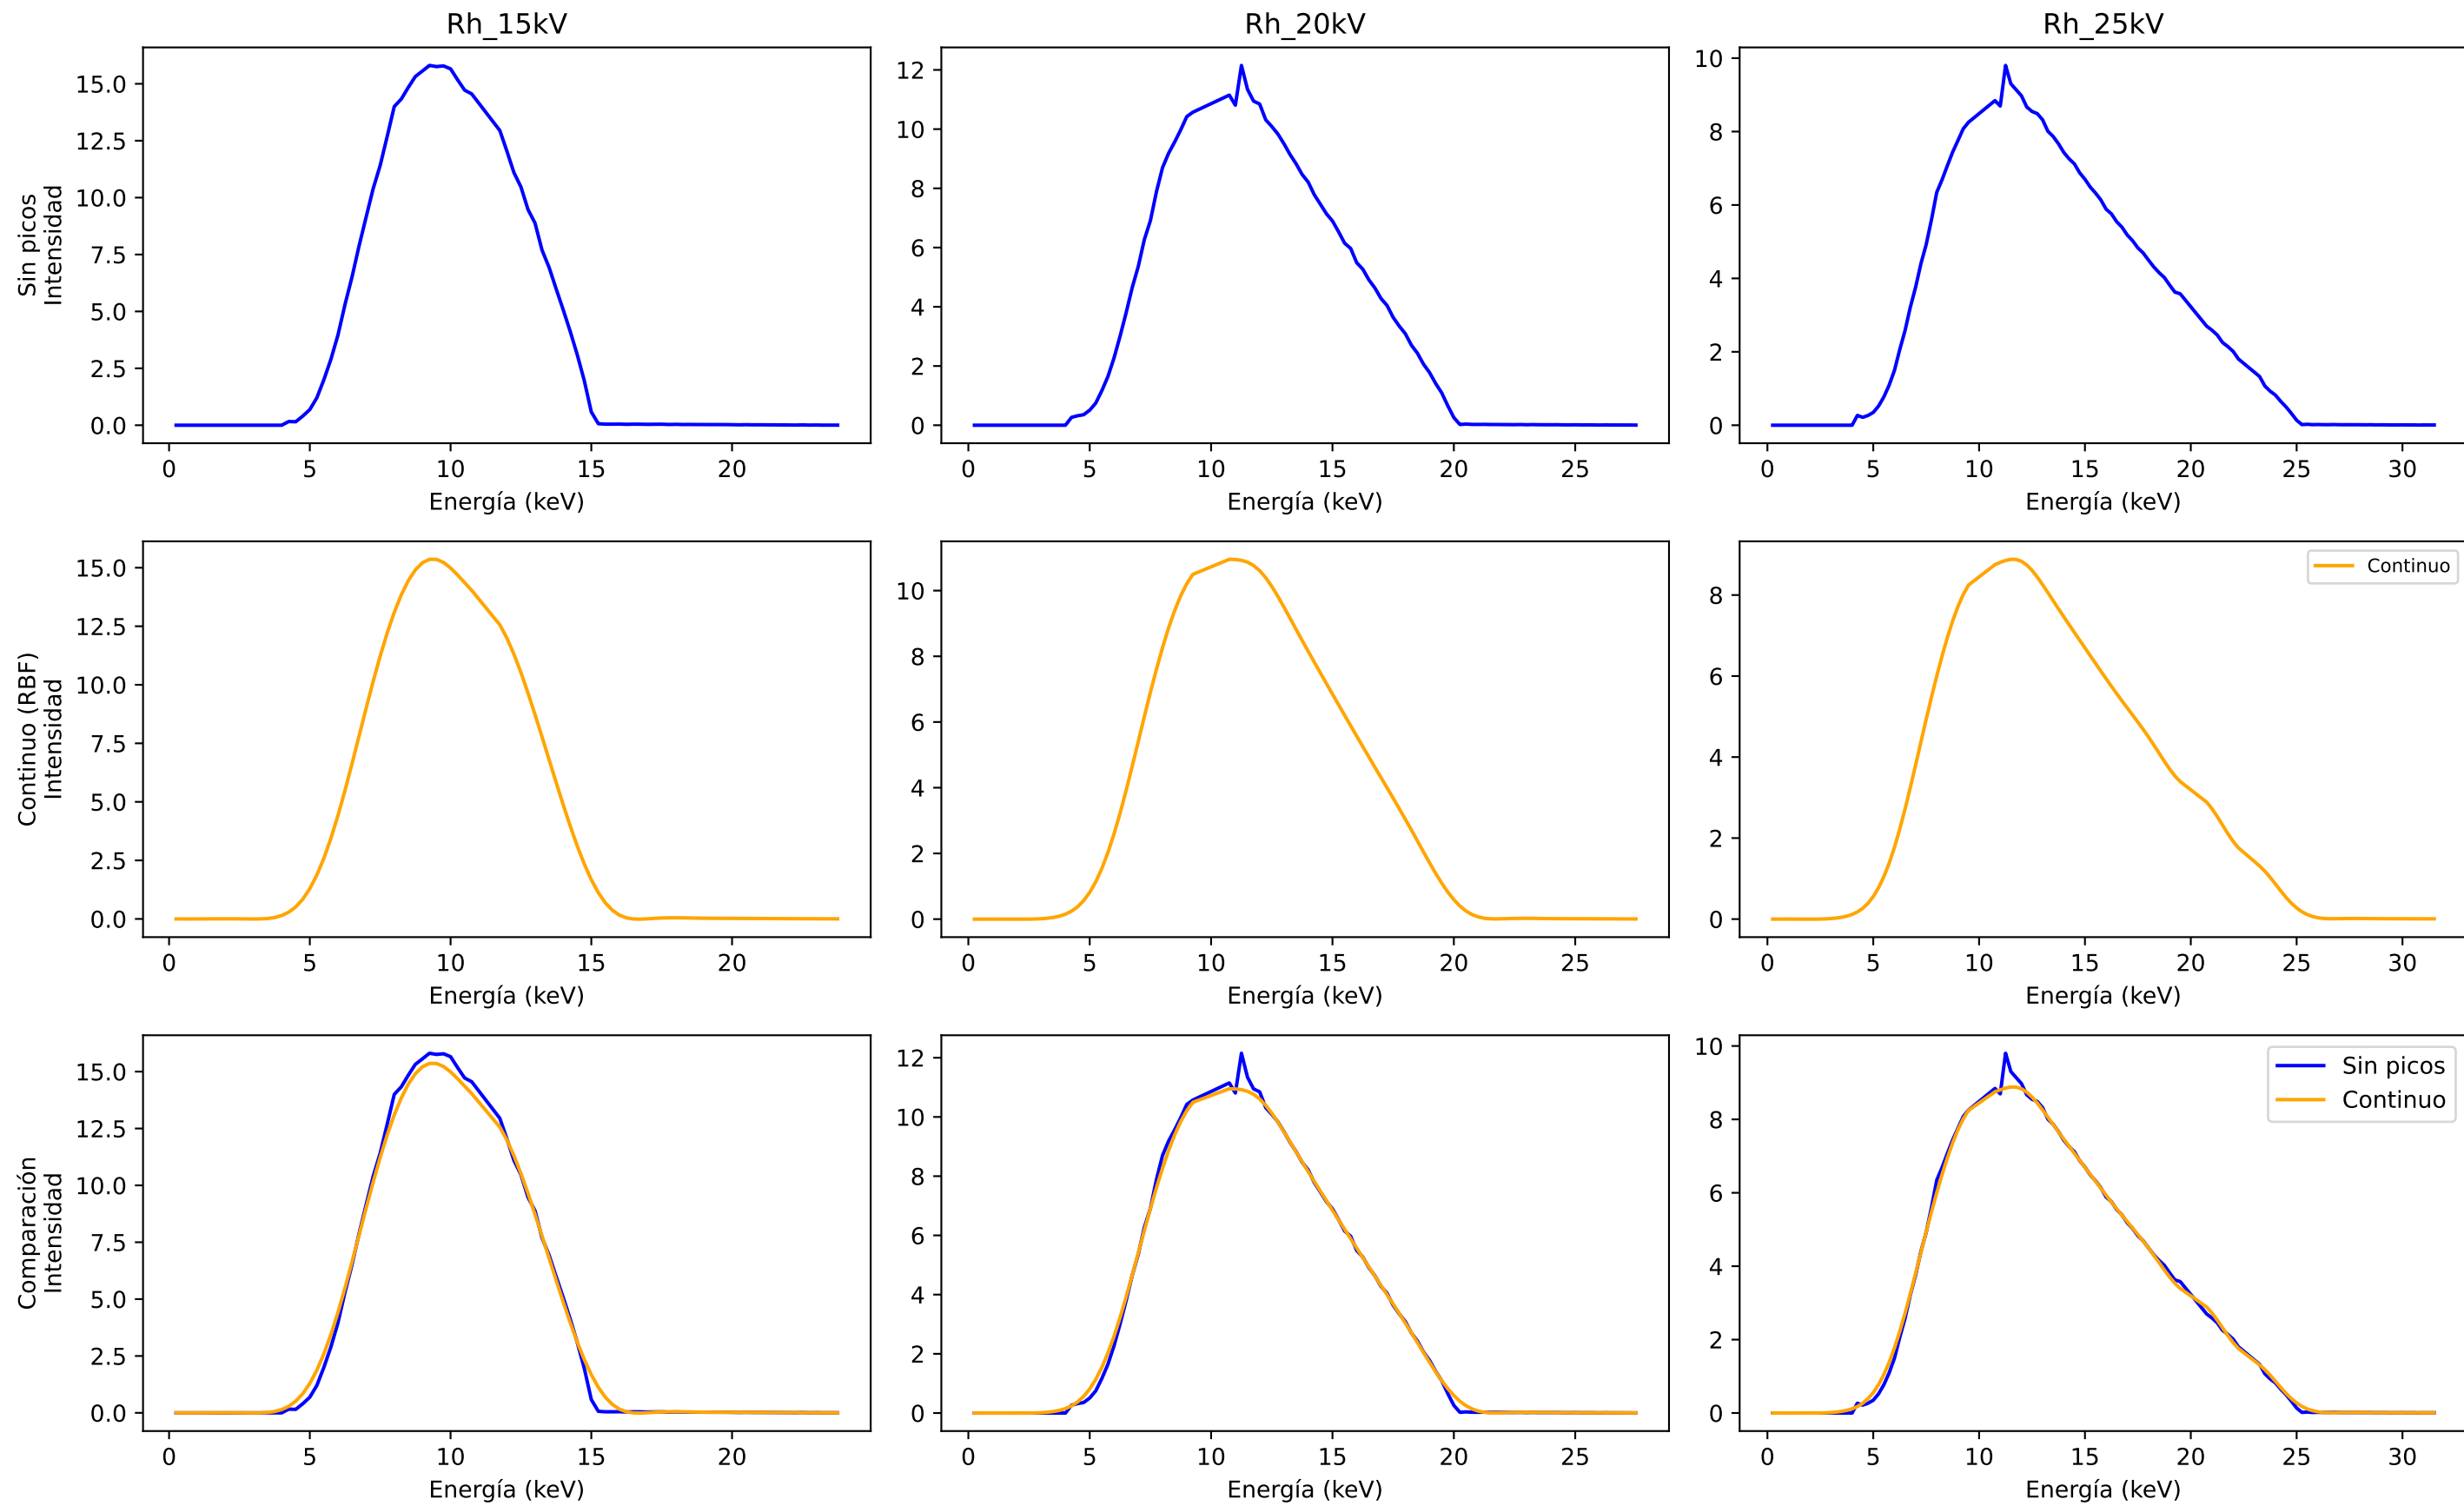 Rh_15kV
Rh_20kV
Rh_25kV
Sin picos
Intensidad
15.0
12.5
10.0
7.5
5.0
2.5
0.0
0 5 10 15 20
Energía (keV)
12
10
8
6
4
2
0
0 5 10 15 20 25
Energía (keV)
10
8
6
4
2
0
0 5 10 15 20 25 30
Energía (keV)
Continuo (RBF)
Intensidad
15.0
12.5
10.0
7.5
5.0
2.5
0.0
0 5 10 15 20
Energía (keV)
10
8
6
4
2
0
0 5 10 15 20 25
Energía (keV)
Continuo
8
6
4
2
0
0 5 10 15 20 25 30
Energía (keV)
Comparación
Intensidad
15.0
12.5
10.0
7.5
5.0
2.5
0.0
0 5 10 15 20
Energía (keV)
12
10
8
6
4
2
0
0 5 10 15 20 25
Energía (keV)
Sin picos
Continuo
10
8
6
4
2
0
0 5 10 15 20 25 30
Energía (keV)